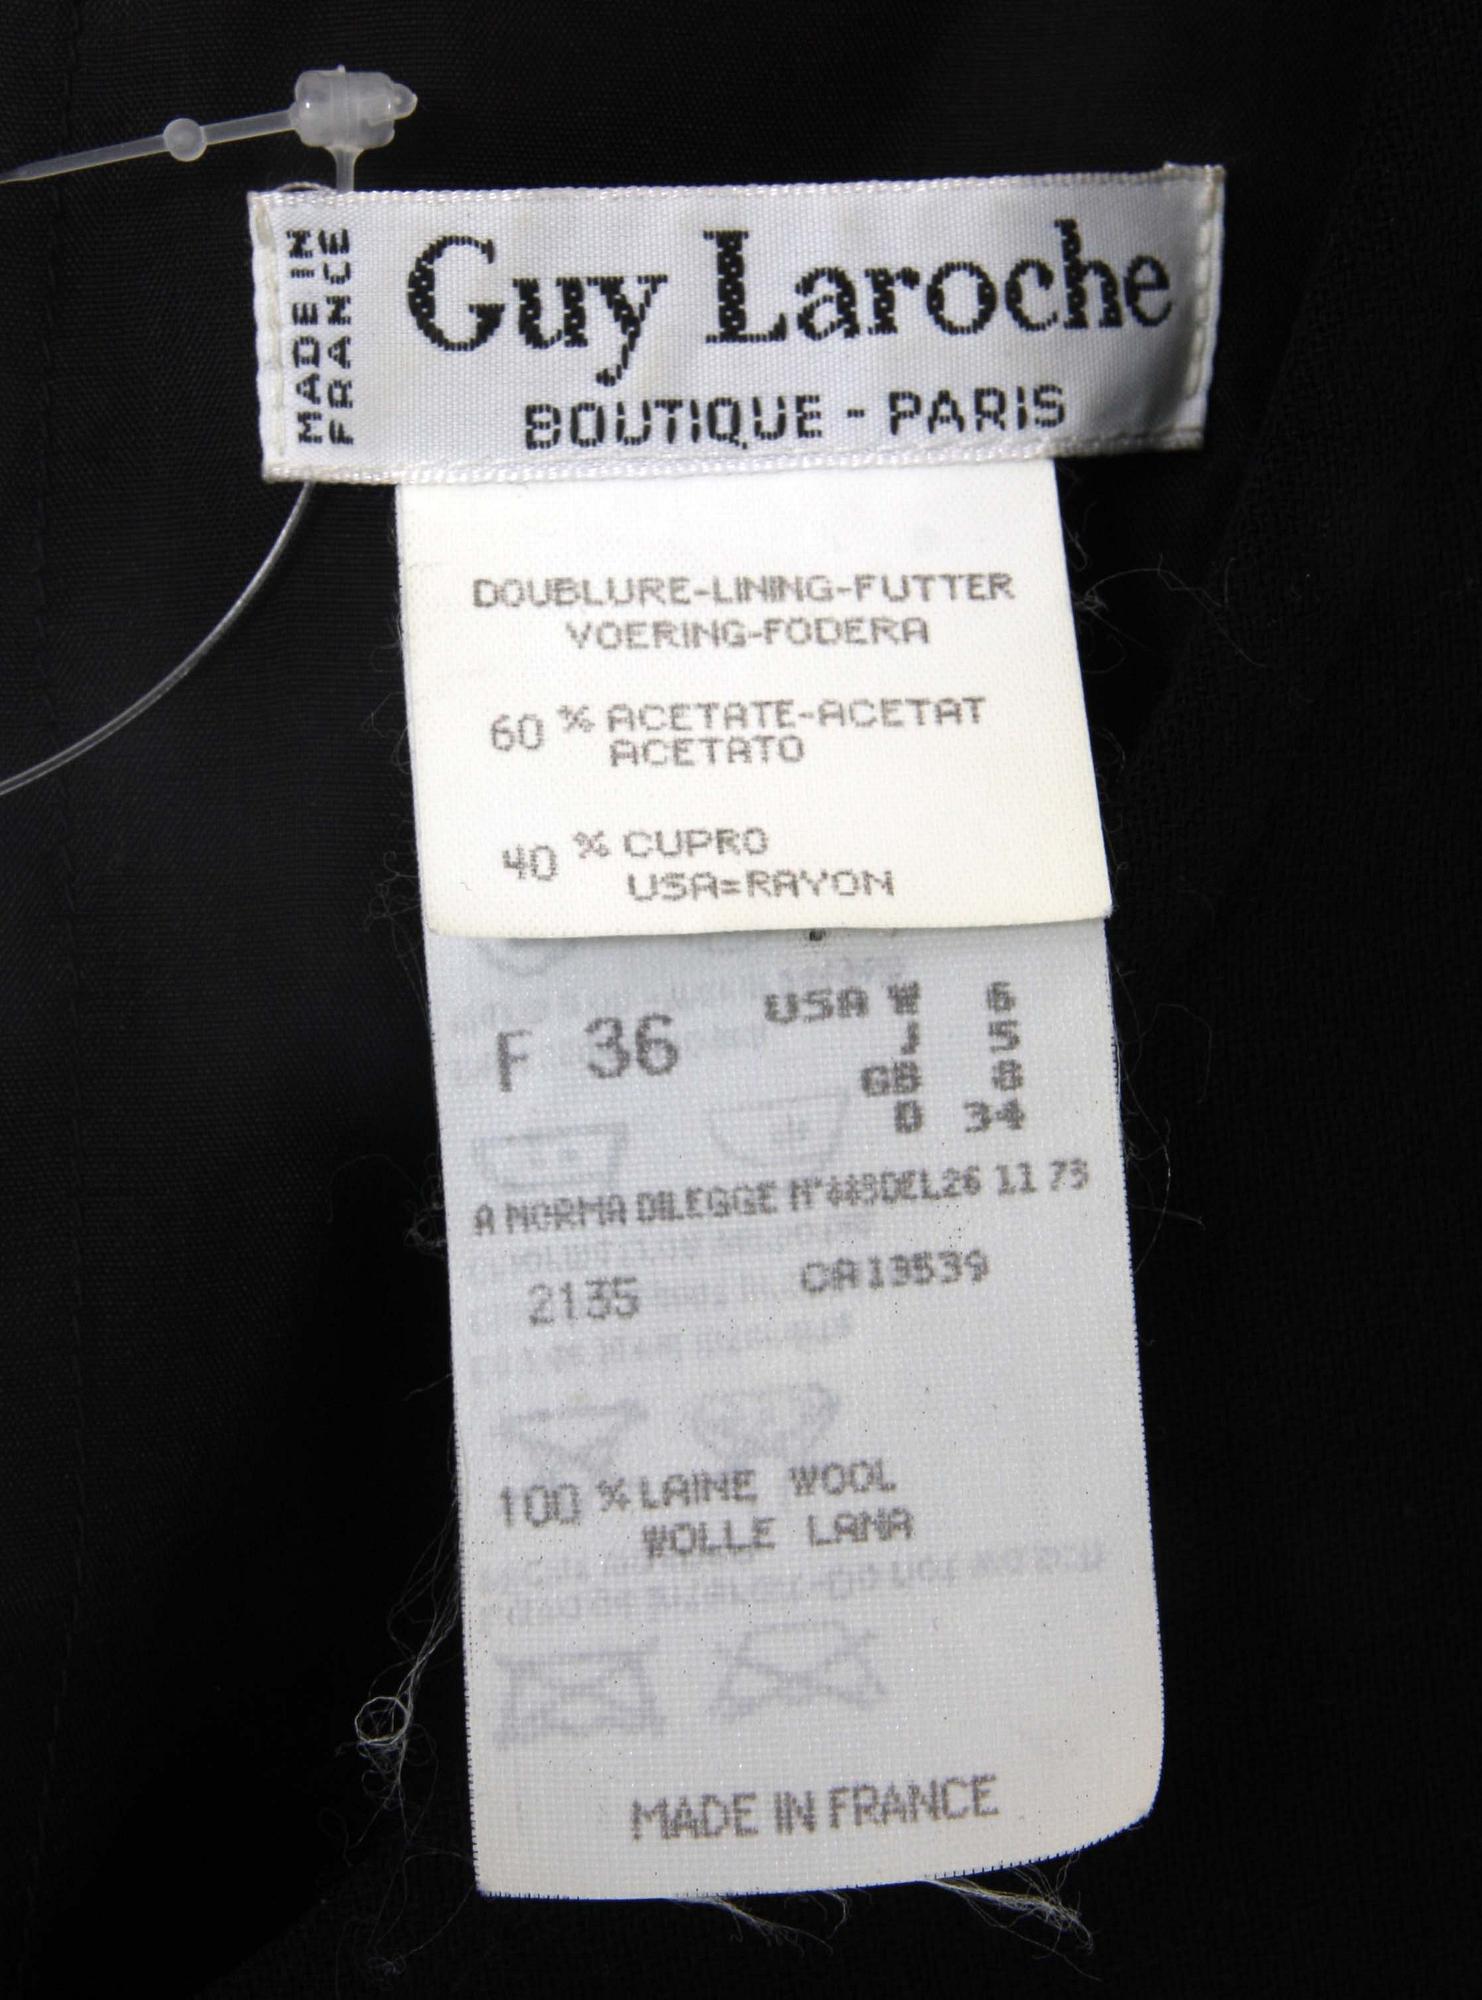 MADE IN
FRANCE
Guy Laroche
BOUTIQUE - PARIS
DOUBLURE-LINING-FUTTER
VOERING-FODERA
60 % ACETATE-ACETAT
ACETATO
40 % CUPRO
USA=RAYON
F 36
USA W 6
J 5
GB 8
D 34
A NORMA DILEGGE N°883DEL26 11 73
2135 CA13539
100 % LAINE WOOL
WOLLE LANA
MADE IN FRANCE